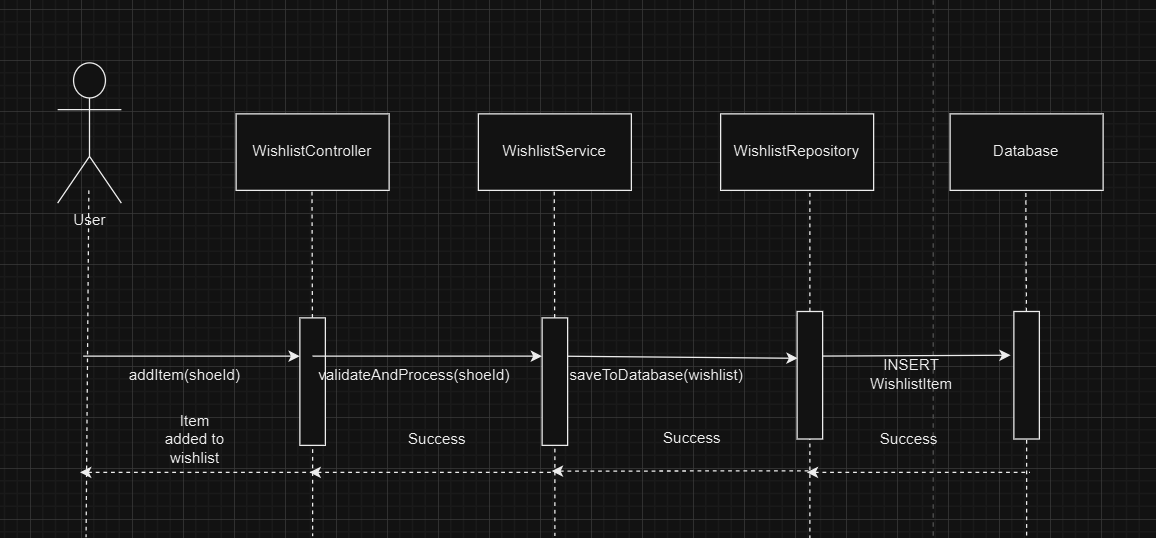 WishlistController
WishlistService
WishlistRepository
Database
User
addItem(shoeId)
validateAndProcess(shoeId)
saveToDatabase(wishlist)
INSERT
WishlistItem
Item
added to
wishlist
Success
Success
Success